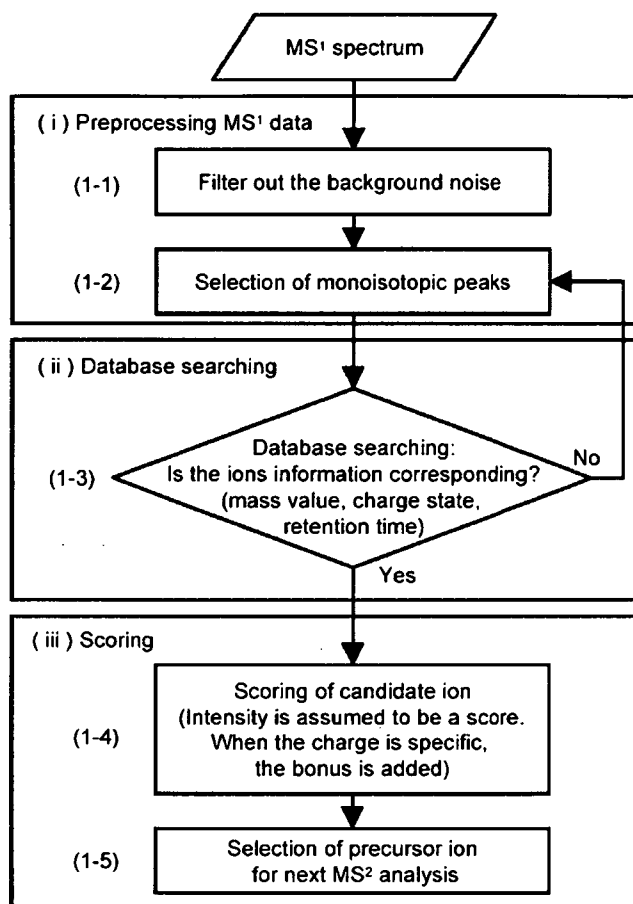 MS¹ spectrum
( i ) Preprocessing MS¹ data
(1-1)
Filter out the background noise
(1-2)
Selection of monoisotopic peaks
( ii ) Database searching
Database searching:
Is the ions information corresponding?
(mass value, charge state,
retention time)
(1-3)
No
Yes
( iii ) Scoring
Scoring of candidate ion
(Intensity is assumed to be a score.
When the charge is specific,
the bonus is added)
(1-4)
Selection of precursor ion
for next MS² analysis
(1-5)